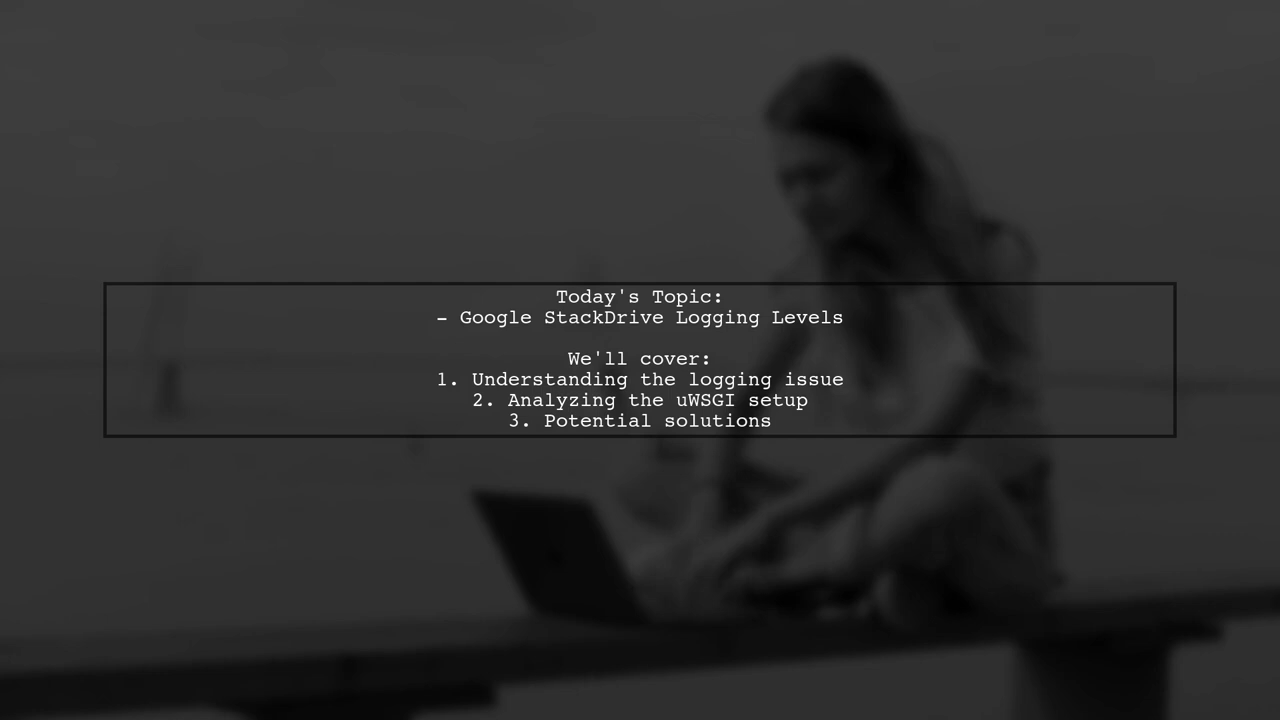 Today's Topic:
- Google StackDrive Logging Levels
We'll cover:
1. Understanding the logging issue
2. Analyzing the uWSGI setup
3. Potential solutions